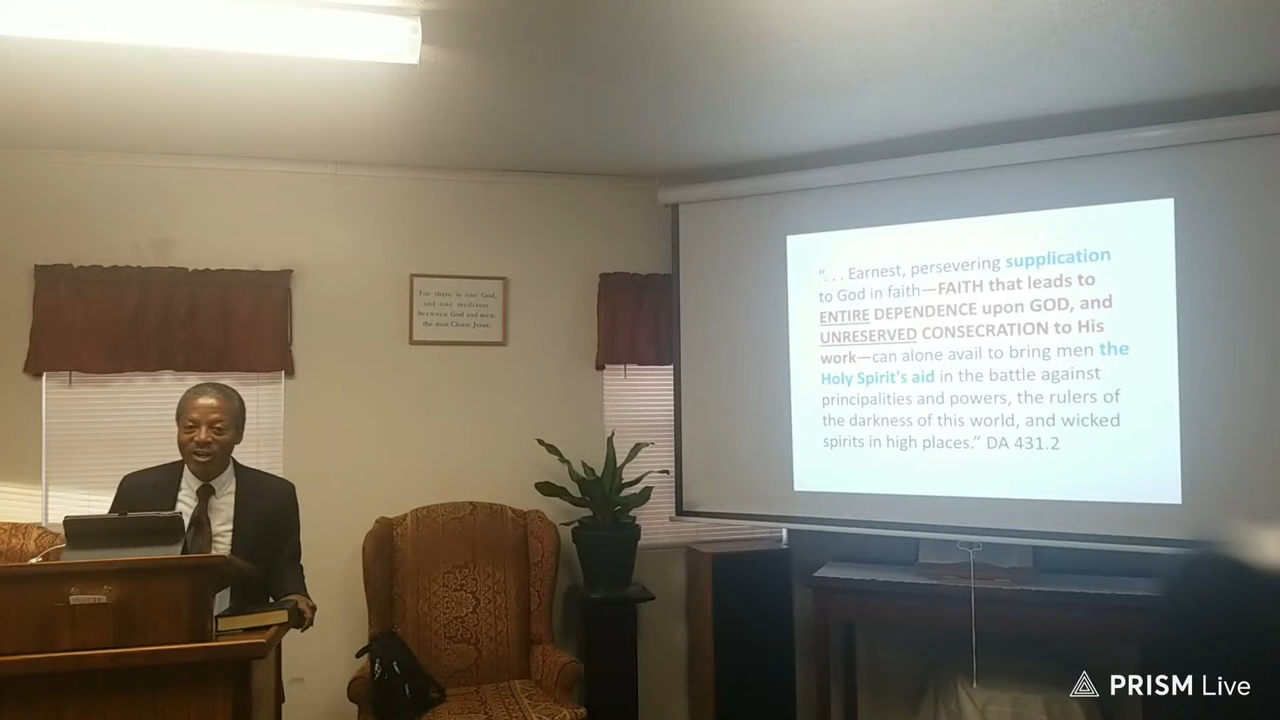 For there is one God,
and one mediator
between God and men,
the man Christ Jesus;
“. . . Earnest, persevering supplication
to God in faith—FAITH that leads to
ENTIRE DEPENDENCE upon GOD, and
UNRESERVED CONSECRATION to His
work—can alone avail to bring men the
Holy Spirit's aid in the battle against
principalities and powers, the rulers of
the darkness of this world, and wicked
spirits in high places.” DA 431.2
PRISM Live